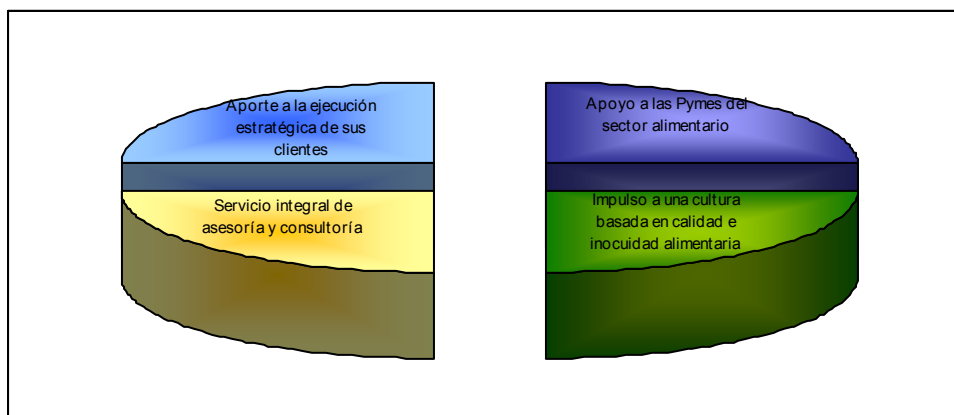 Aporte a la ejecución
estratégica de sus
clientes
Apoyo a las Pymes del
sector alimentario
Servicio integral de
asesoría y consultoría
Impulso a una cultura
basada en calidad e
inocuidad alimentaria